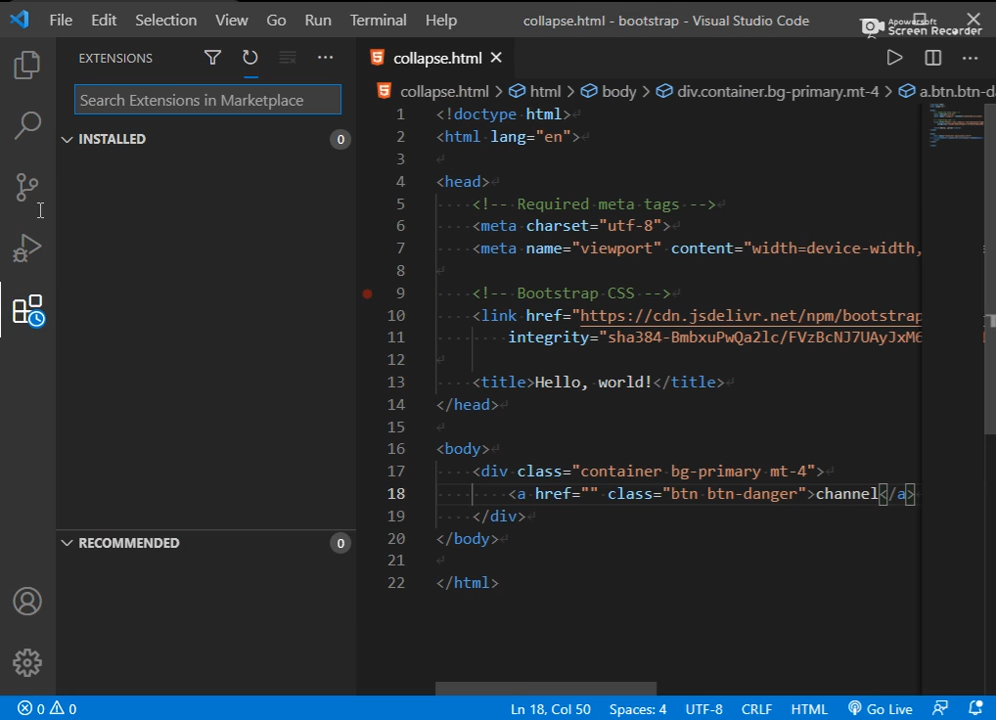 File Edit Selection View Go Run Terminal Help collapse.html - bootstrap - Visual Studio Code
Apowersoft
Screen Recorder
EXTENSIONS
Search Extensions in Marketplace
INSTALLED 0
RECOMMENDED 0
collapse.html
collapse.html > html > body > div.container.bg-primary.mt-4 > a.btn.btn-d
1 <!doctype html>
2 <html lang="en">
3
4 <head>
5 <!-- Required meta tags -->
6 <meta charset="utf-8">
7 <meta name="viewport" content="width=device-width,
8
9 <!-- Bootstrap CSS -->
10 <link href="https://cdn.jsdelivr.net/npm/bootstrap
11 integrity="sha384-BmbxuPwQa2lc/FVzBcNJ7UAyJxM6
12
13 <title>Hello, world!</title>
14 </head>
15
16 <body>
17 <div class="container bg-primary mt-4">
18 <a href="" class="btn btn-danger">channel</a>
19 </div>
20 </body>
21
22 </html>
0 0 Ln 18, Col 50 Spaces: 4 UTF-8 CRLF HTML Go Live